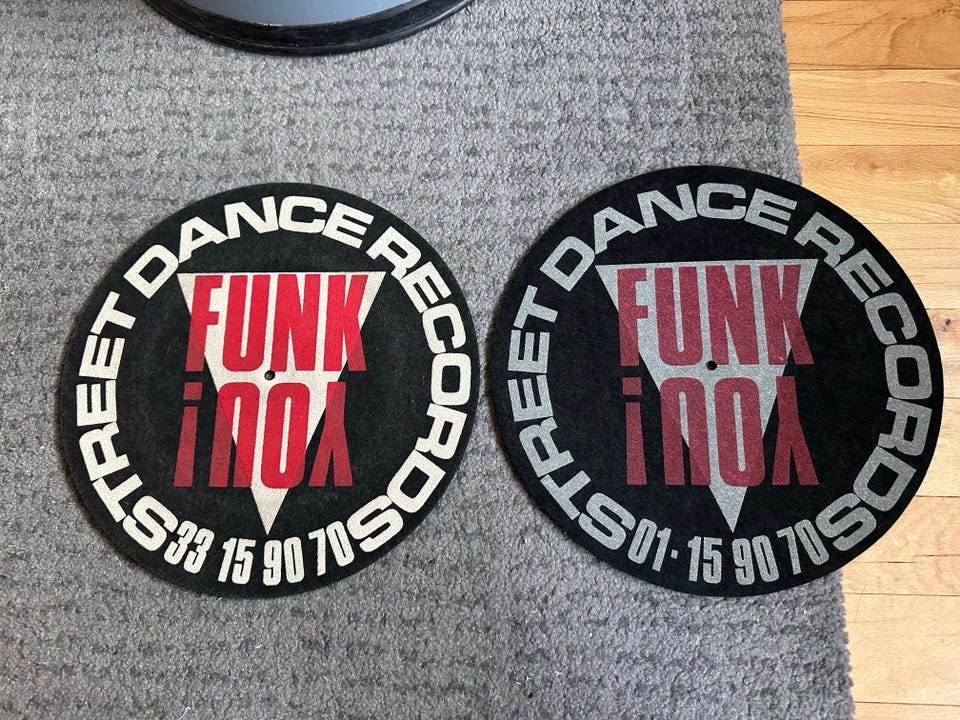 STREET DANCE RECORDS
FUNK
YOU!
33 15 90 70
STREET DANCE RECORDS
FUNK
YOU!
01·15 90 70